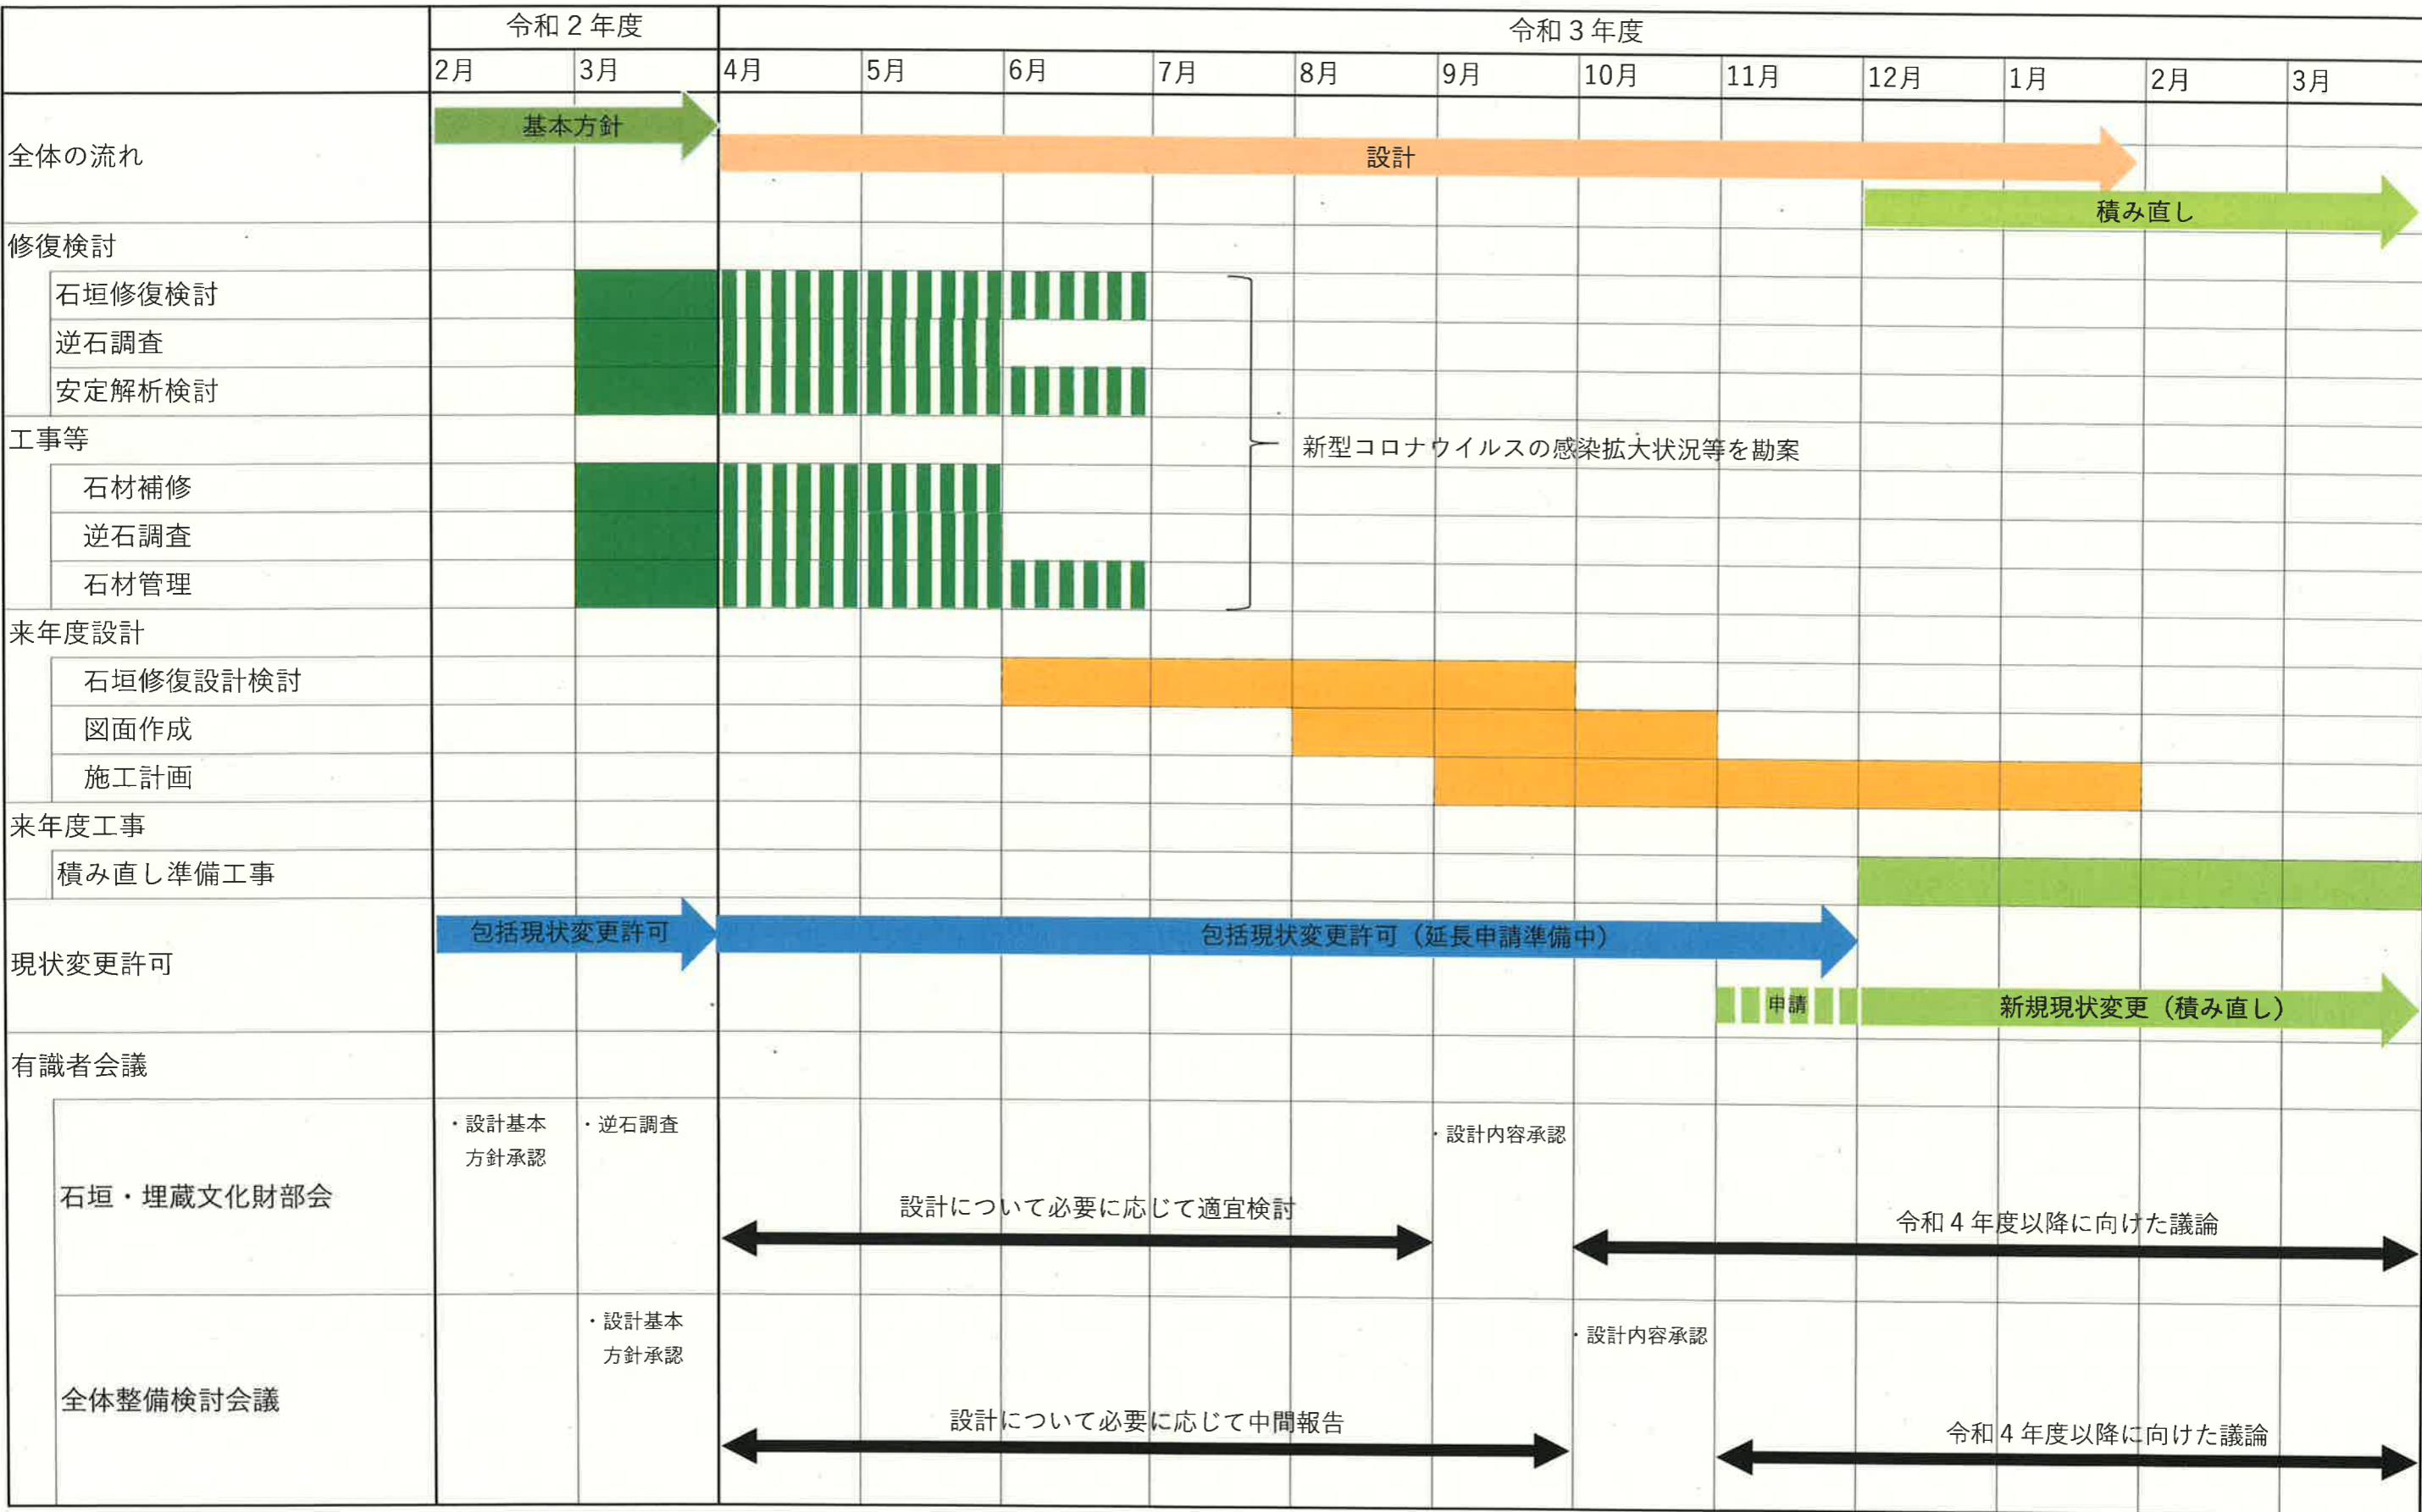 令和２年度
令和３年度
2月
3月
4月
5月
6月
7月
8月
9月
10月
11月
12月
1月
2月
3月
全体の流れ
基本方針
設計
積み直し
修復検討
石垣修復検討
逆石調査
安定解析検討
工事等
新型コロナウイルスの感染拡大状況等を勘案
石材補修
逆石調査
石材管理
来年度設計
石垣修復設計検討
図面作成
施工計画
来年度工事
積み直し準備工事
現状変更許可
包括現状変更許可
包括現状変更許可（延長申請準備中）
申請
新規現状変更（積み直し）
有識者会議
石垣・埋蔵文化財部会
・設計基本
方針承認
・逆石調査
・設計内容承認
設計について必要に応じて適宜検討
令和４年度以降に向けた議論
全体整備検討会議
・設計基本
方針承認
・設計内容承認
設計について必要に応じて中間報告
令和４年度以降に向けた議論